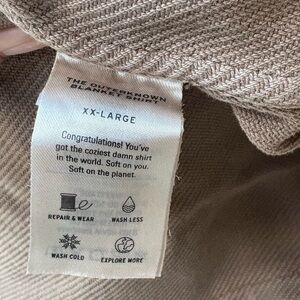 THE OUTERKNOWN
BLANKET SHIRT
XX-LARGE
Congratulations! You've
got the coziest damn shirt
in the world. Soft on you.
Soft on the planet.
REPAIR & WEAR
WASH LESS
WASH COLD
EXPLORE MORE